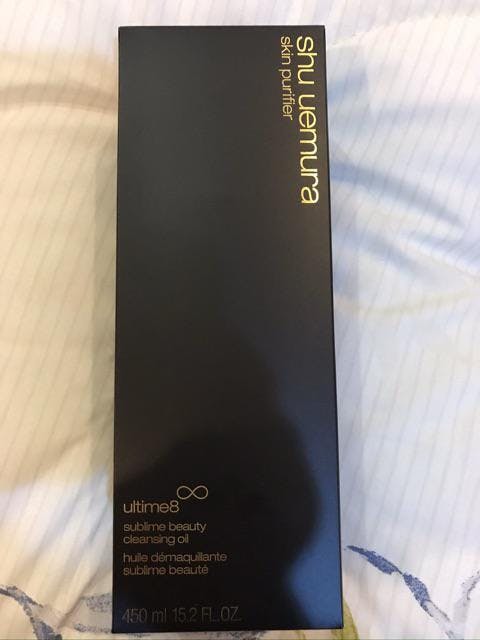 shu uemura
skin purifier
ultime8∞
sublime beauty
cleansing oil
huile démaquillante
sublime beauté
450 ml 15.2 FL.OZ.